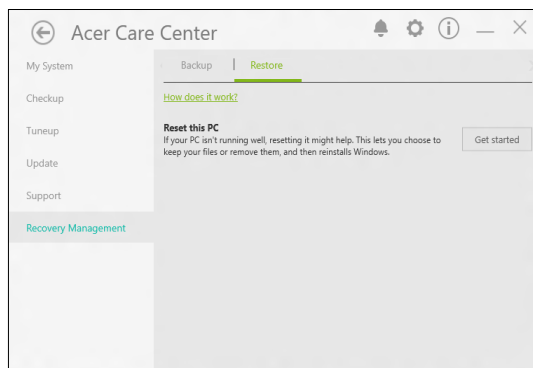 Acer Care Center
My System
Backup
Restore
Checkup
How does it work?
Tuneup
Reset this PC
If your PC isn't running well, resetting it might help. This lets you choose to
keep your files or remove them, and then reinstalls Windows.
Get started
Update
Support
Recovery Management